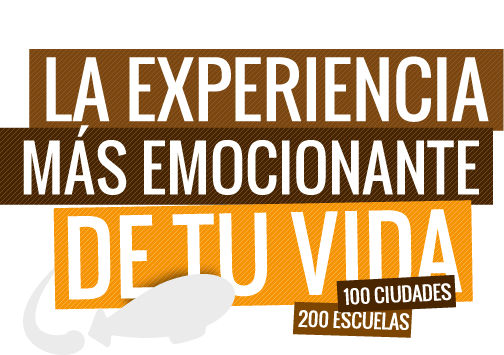 LA EXPERIENCIA
MÁS EMOCIONANTE
DE TU VIDA
100 CIUDADES
200 ESCUELAS